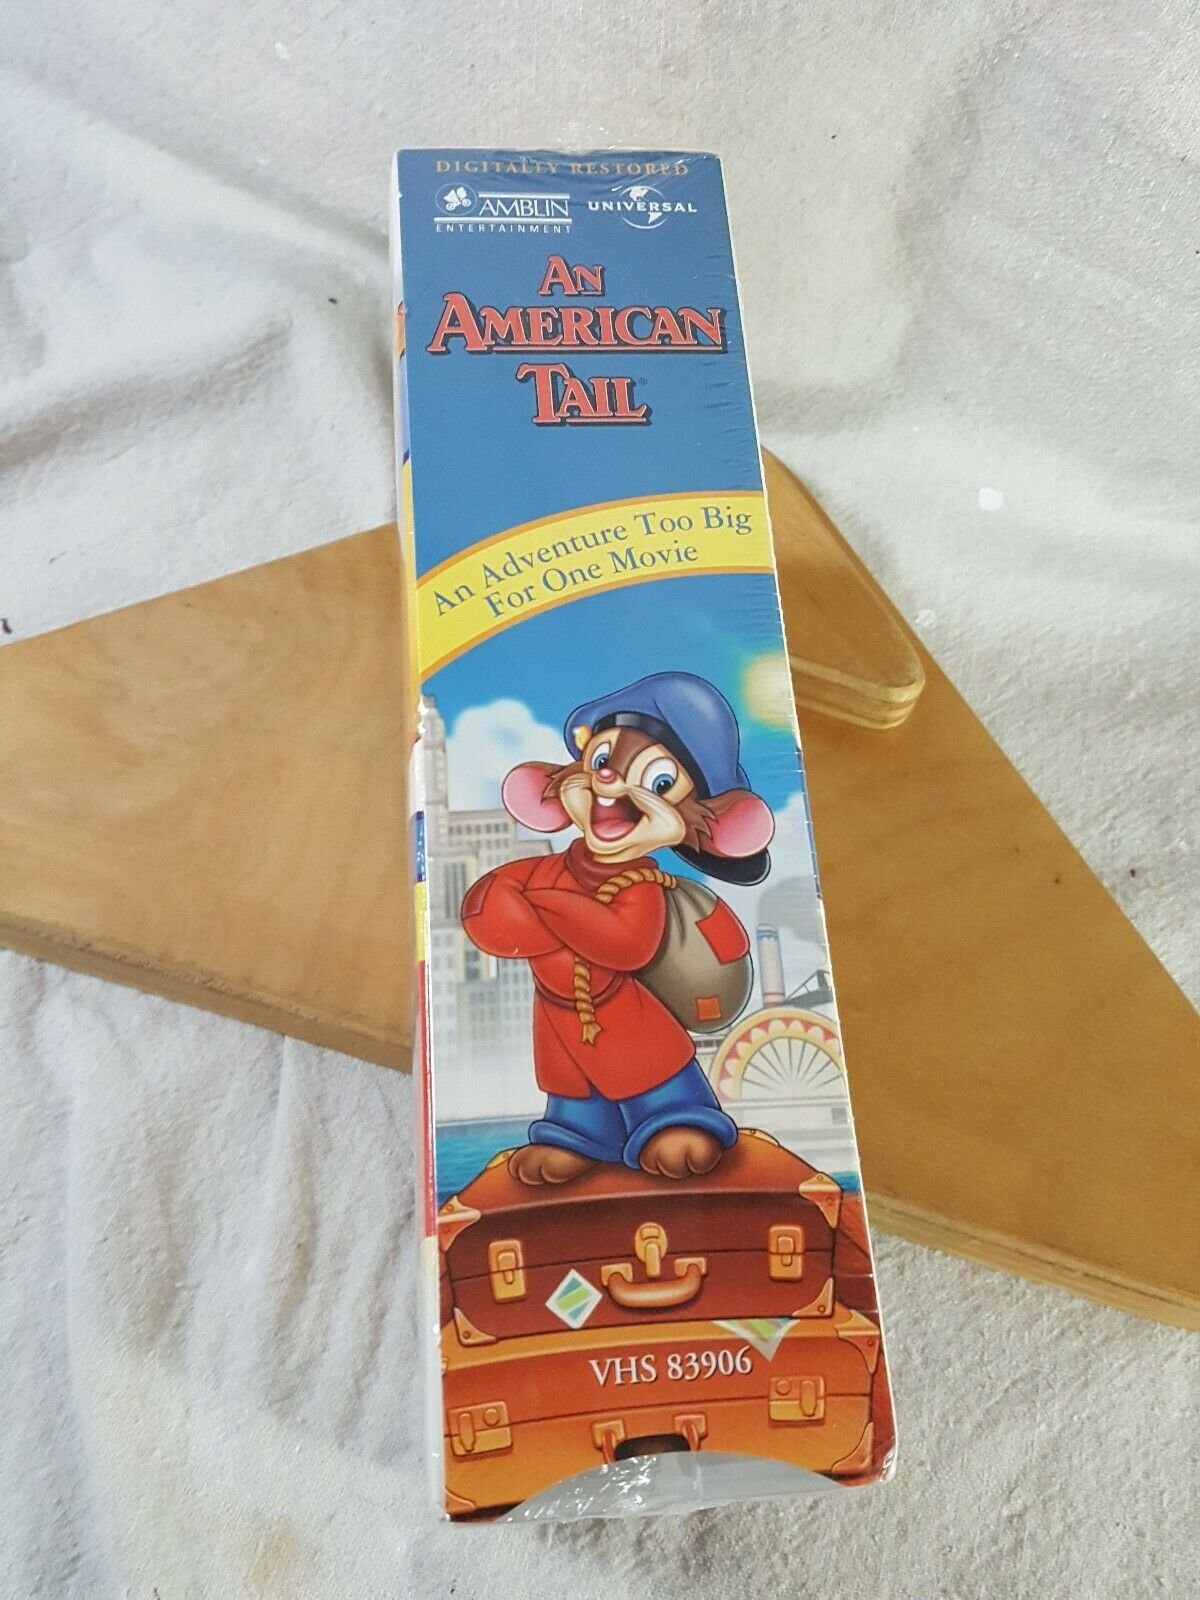 DIGITALLY RESTORED
AMBLIN
ENTERTAINMENT
UNIVERSAL
AN
AMERICAN
TAIL®
An Adventure Too Big
For One Movie
VHS 83906